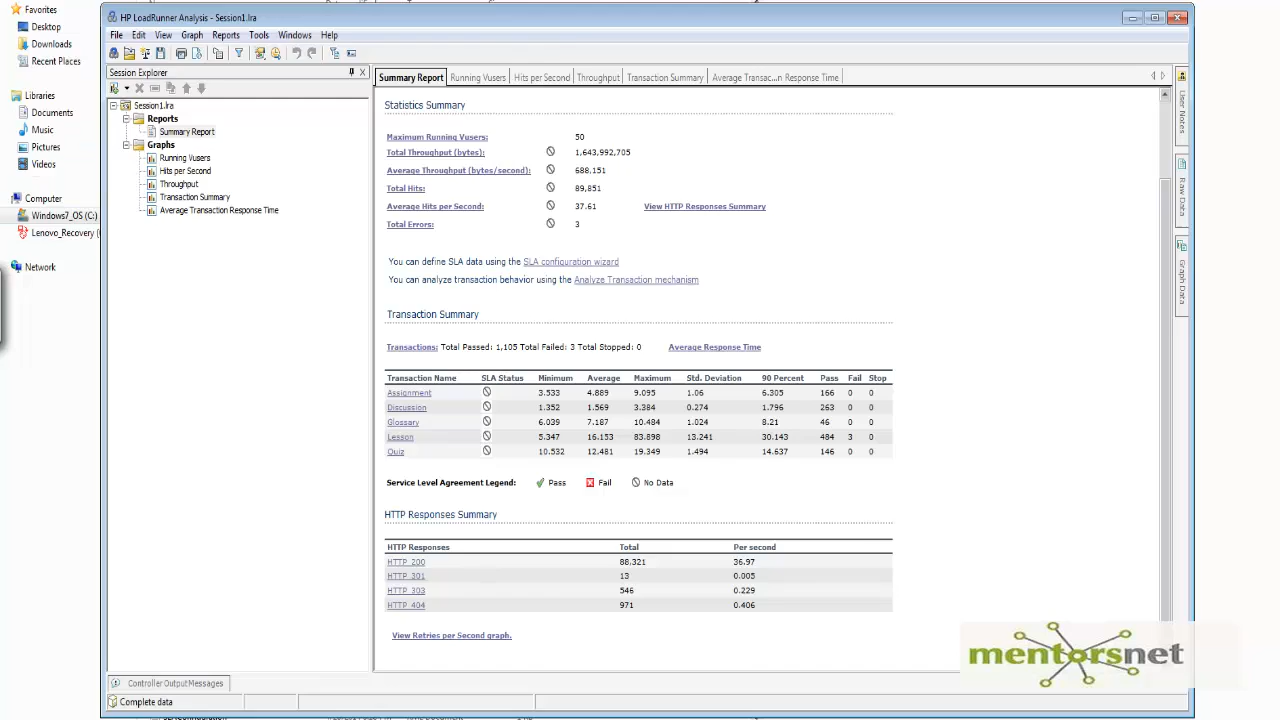 Favorites
Desktop
Downloads
Recent Places
Libraries
Documents
Music
Pictures
Videos
Computer
Windows7_OS (C:)
Lenovo_Recovery (
Network
HP LoadRunner Analysis - Session1.lra
File Edit View Graph Reports Tools Windows Help
Session Explorer
Session1.lra
Reports
Summary Report
Graphs
Running Vusers
Hits per Second
Throughput
Transaction Summary
Average Transaction Response Time
Summary Report Running Vusers Hits per Second Throughput Transaction Summary Average Transac...n Response Time
Statistics Summary
Maximum Running Vusers: 50
Total Throughput (bytes): 1,643,992,705
Average Throughput (bytes/second): 688,151
Total Hits: 89,851
Average Hits per Second: 37.61 View HTTP Responses Summary
Total Errors: 3
You can define SLA data using the SLA configuration wizard
You can analyze transaction behavior using the Analyze Transaction mechanism
Transaction Summary
Transactions: Total Passed: 1,105 Total Failed: 3 Total Stopped: 0 Average Response Time
Transaction Name SLA Status Minimum Average Maximum Std. Deviation 90 Percent Pass Fail Stop
Assignment 3.533 4.889 9.095 1.06 6.305 166 0 0
Discussion 1.352 1.569 3.384 0.274 1.796 263 0 0
Glossary 6.039 7.187 10.484 1.024 8.21 46 0 0
Lesson 5.347 16.153 83.898 13.241 30.143 484 3 0
Quiz 10.532 12.481 19.349 1.494 14.637 146 0 0
Service Level Agreement Legend: Pass Fail No Data
HTTP Responses Summary
HTTP Responses Total Per second
HTTP_200 88,321 36.97
HTTP_301 13 0.005
HTTP_303 546 0.229
HTTP_404 971 0.406
View Retries per Second graph.
User Notes
Raw Data
Graph Data
mentorsnet
Controller Output Messages
Complete data